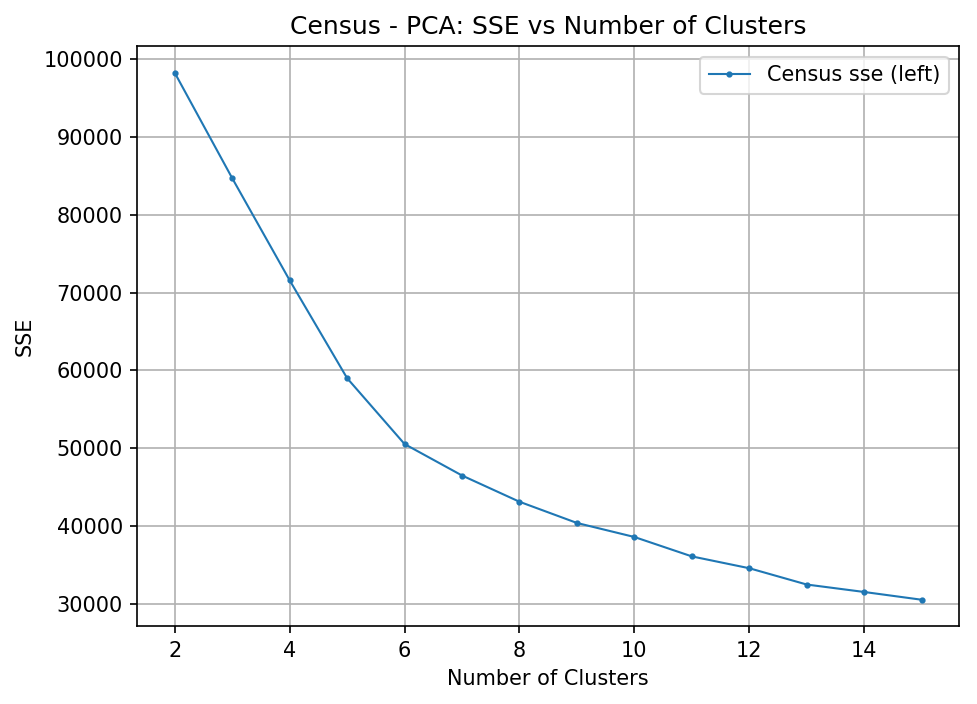 Census - PCA: SSE vs Number of Clusters
Census sse (left)
100000
90000
80000
70000
60000
50000
40000
30000
SSE
2 4 6 8 10 12 14
Number of Clusters